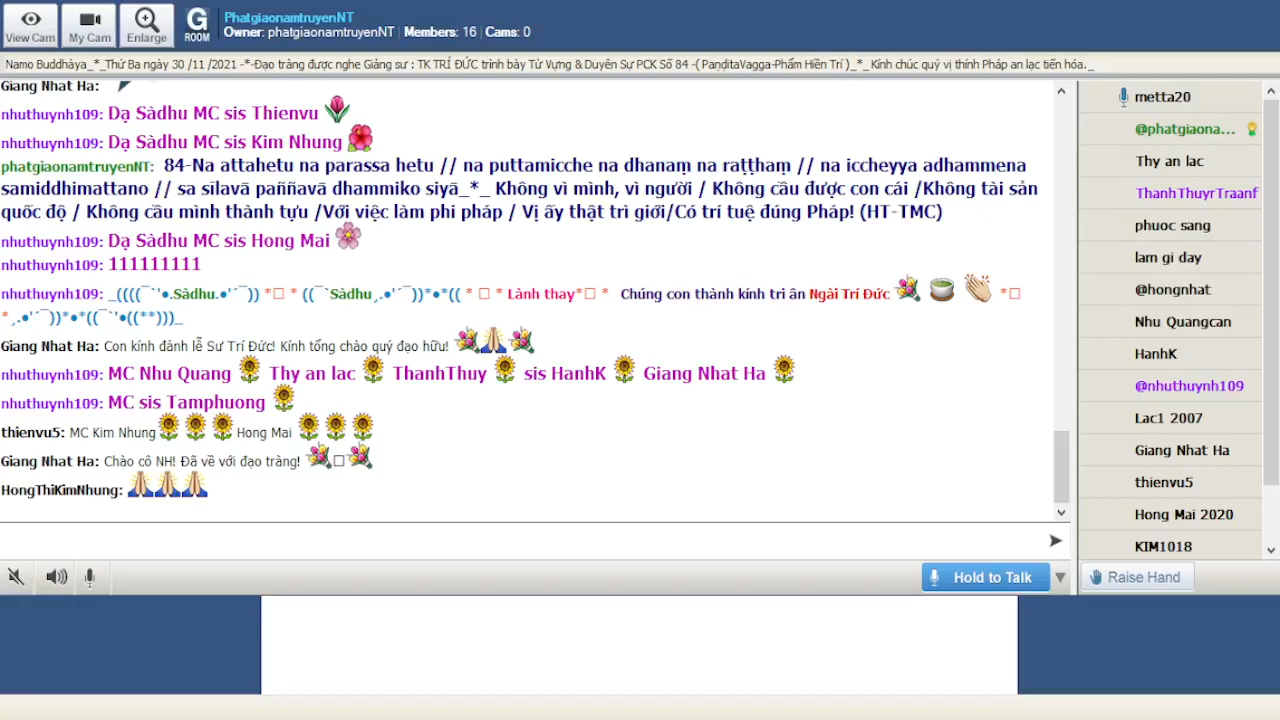 View Cam
My Cam
Enlarge
G
ROOM
PhatgiaonamtruyenNT
Owner: phatgiaonamtruyenNT | Members: 16 | Cams: 0
Namo Buddhàya_*_Thứ Ba ngày 30 /11 /2021 -*-Đạo tràng được nghe Giảng sư : TK TRÍ ĐỨC trình bày Từ Vựng & Duyên Sự PCK Số 84 -( PaṇḍitaVagga-Phẩm Hiền Trí )_*_ Kính chúc quý vị thính Pháp an lạc tiến hóa._
Giang Nhat Ha:
nhuthuynh109: Dạ Sàdhu MC sis Thienvu
nhuthuynh109: Dạ Sàdhu MC sis Kim Nhung
phatgiaonamtruyenNT: 84-Na attahetu na parassa hetu // na puttamicche na dhanaṃ na raṭṭhaṃ // na iccheyya adhammena
samiddhimattano // sa sīlavā paññavā dhammiko siyā_*_ Không vì mình, vì người / Không cầu được con cái /Không tài sản
quốc độ / Không cầu mình thành tựu /Với việc làm phi pháp / Vị ấy thật trì giới/Có trí tuệ đúng Pháp! (HT-TMC)
nhuthuynh109: Dạ Sàdhu MC sis Hong Mai
nhuthuynh109: 111111111
nhuthuynh109: _((((¯`'•.Sàdhu.•'´¯)) *□ * ((¯`Sàdhu¸.•'´¯))*•*(( * □ * Lành thay*□ * Chúng con thành kính tri ân Ngài Trí Đức *□
*¸.•'´¯))*•*((¯`'•((**)))_
Giang Nhat Ha: Con kính đảnh lễ Sư Trí Đức! Kính tổng chào quý đạo hữu!
nhuthuynh109: MC Nhu Quang Thy an lac ThanhThuy sis HanhK Giang Nhat Ha
nhuthuynh109: MC sis Tamphuong
thienvu5: MC Kim Nhung Hong Mai
Giang Nhat Ha: Chào cô NH! Đã về với đạo tràng! □
HongThiKimNhung:
Hold to Talk
metta20
@phatgiaona...
Thy an lac
ThanhThuyrTraanf
phuoc sang
lam gi day
@hongnhat
Nhu Quangcan
HanhK
@nhuthuynh109
Lac1 2007
Giang Nhat Ha
thienvu5
Hong Mai 2020
KIM1018
Raise Hand